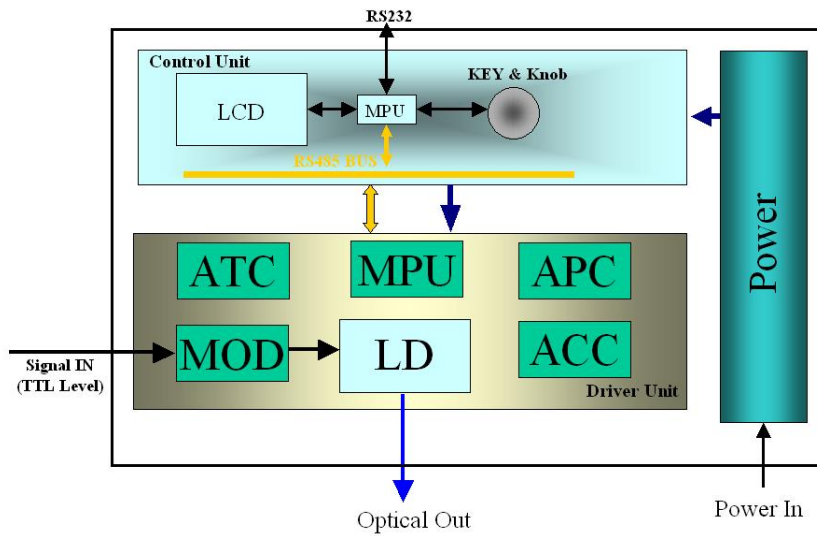 RS232
Control Unit
KEY & Knob
LCD
MPU
RS485 BUS
Power
ATC
MPU
APC
MOD
LD
ACC
Signal IN
(TTL Level)
Driver Unit
Optical Out
Power In